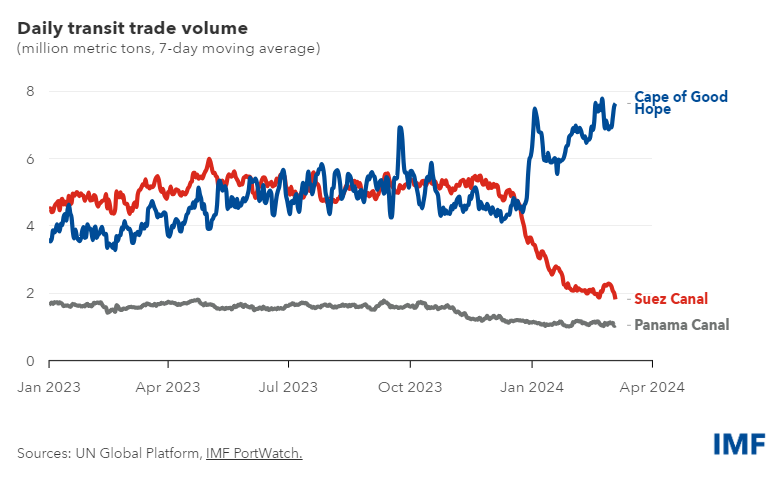 Daily transit trade volume
(million metric tons, 7-day moving average)
8
Cape of Good
Hope
6
4
2
Suez Canal
Panama Canal
0
Jan 2023 Apr 2023 Jul 2023 Oct 2023 Jan 2024 Apr 2024
Sources: UN Global Platform, IMF PortWatch.
IMF